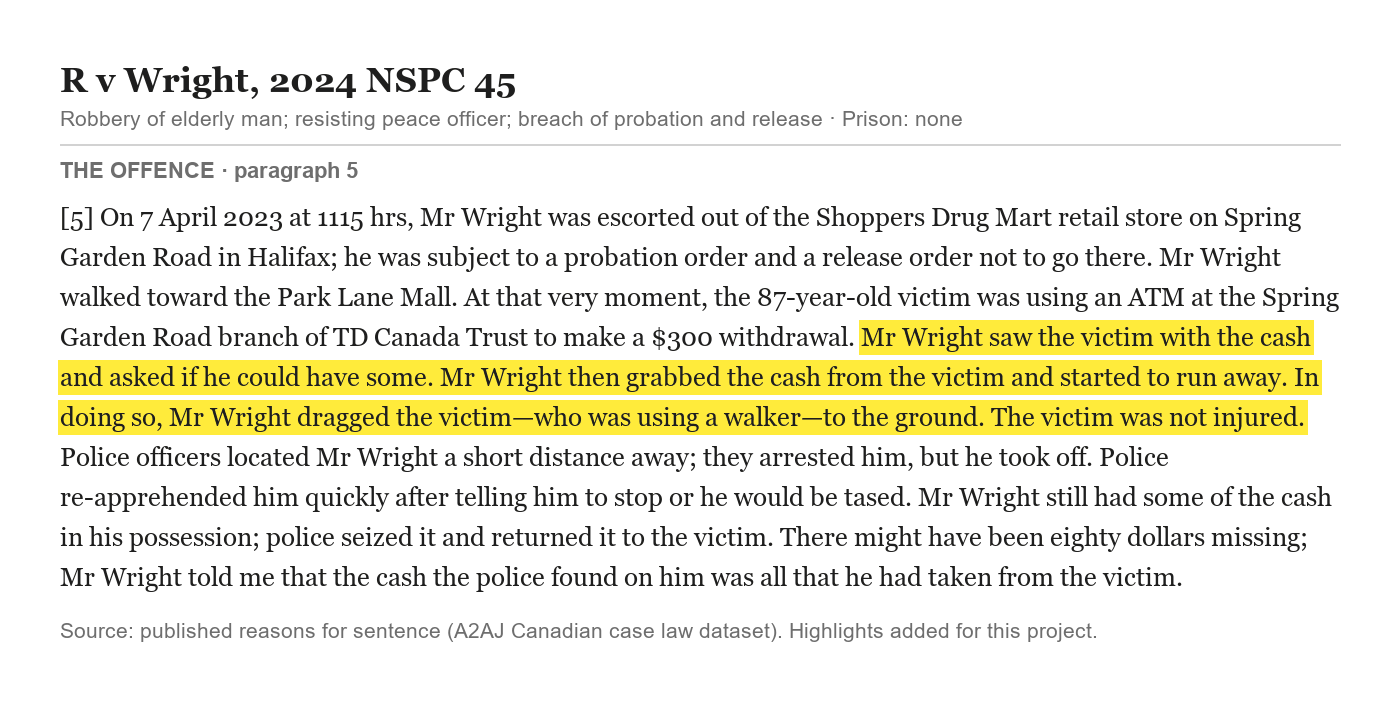 R v Wright, 2024 NSPC 45
Robbery of elderly man; resisting peace officer; breach of probation and release · Prison: none
THE OFFENCE · paragraph 5
[5] On 7 April 2023 at 1115 hrs, Mr Wright was escorted out of the Shoppers Drug Mart retail store on Spring
Garden Road in Halifax; he was subject to a probation order and a release order not to go there. Mr Wright
walked toward the Park Lane Mall. At that very moment, the 87-year-old victim was using an ATM at the Spring
Garden Road branch of TD Canada Trust to make a $300 withdrawal. Mr Wright saw the victim with the cash
and asked if he could have some. Mr Wright then grabbed the cash from the victim and started to run away. In
doing so, Mr Wright dragged the victim—who was using a walker—to the ground. The victim was not injured.
Police officers located Mr Wright a short distance away; they arrested him, but he took off. Police
re-apprehended him quickly after telling him to stop or he would be tased. Mr Wright still had some of the cash
in his possession; police seized it and returned it to the victim. There might have been eighty dollars missing;
Mr Wright told me that the cash the police found on him was all that he had taken from the victim.
Source: published reasons for sentence (A2AJ Canadian case law dataset). Highlights added for this project.